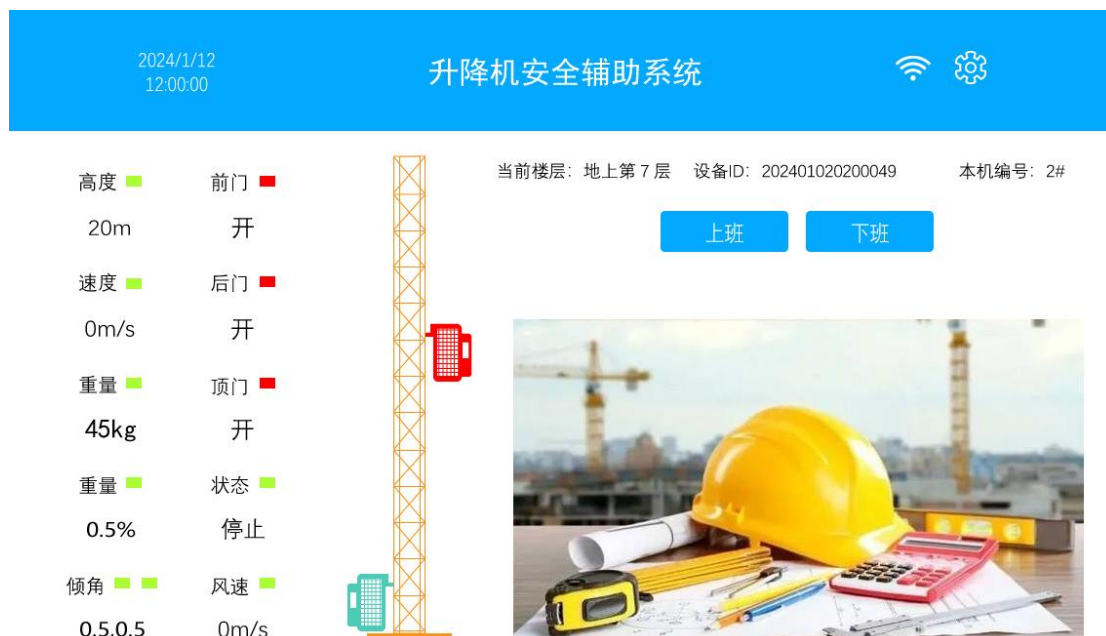 2024/1/12
12:00:00
升降机安全辅助系统
当前楼层：地上第 7 层 设备ID：202401020200049 本机编号：2#
上班 下班
高度 前门
20m 开
速度 后门
0m/s 开
重量 顶门
45kg 开
重量 状态
0.5% 停止
倾角 风速
0.5,0.5 0m/s